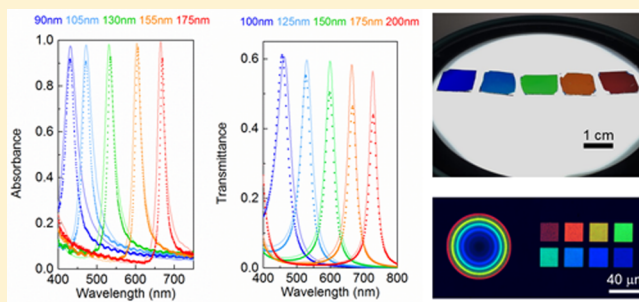 90nm 105nm 130nm 155nm 175nm
1.0
0.8
0.6
0.4
0.2
0.0
Absorbance
400 500 600 700
Wavelength (nm)
100nm 125nm 150nm 175nm 200nm
0.6
0.4
0.2
0.0
Transmittance
400 500 600 700 800
Wavelength (nm)
1 cm
40 μm